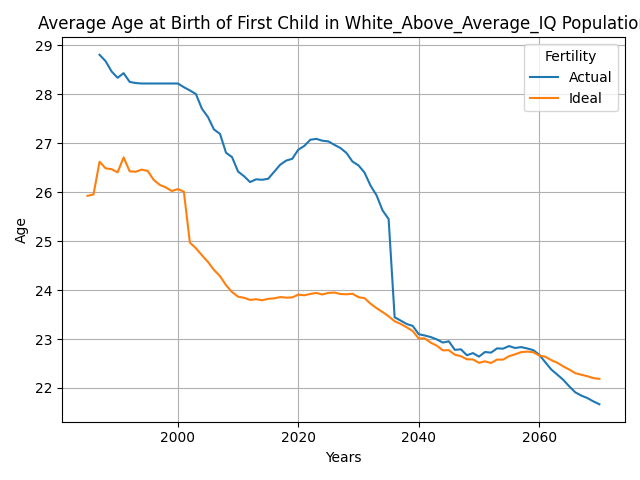 Average Age at Birth of First Child in White_Above_Average_IQ Population
Fertility
Actual
Ideal
29
28
27
26
25
24
23
22
Age
2000
2020
2040
2060
Years